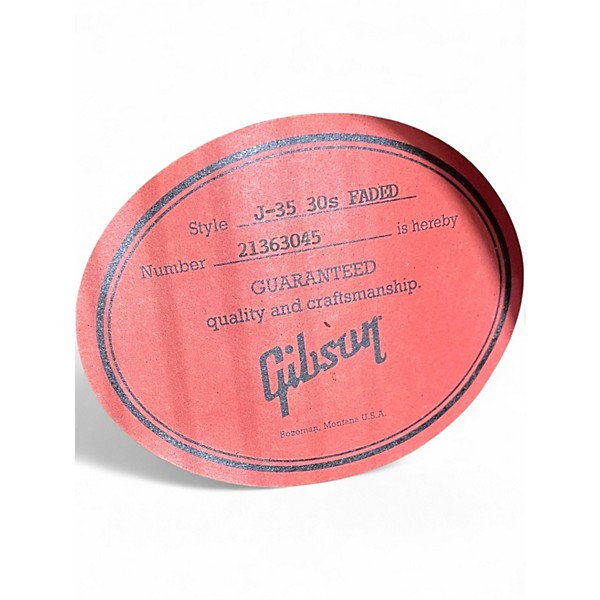 Style J-35 30s FADED
Number 21363045 is hereby
GUARANTEED
quality and craftsmanship.
Gibson
Bozeman, Montana U.S.A.